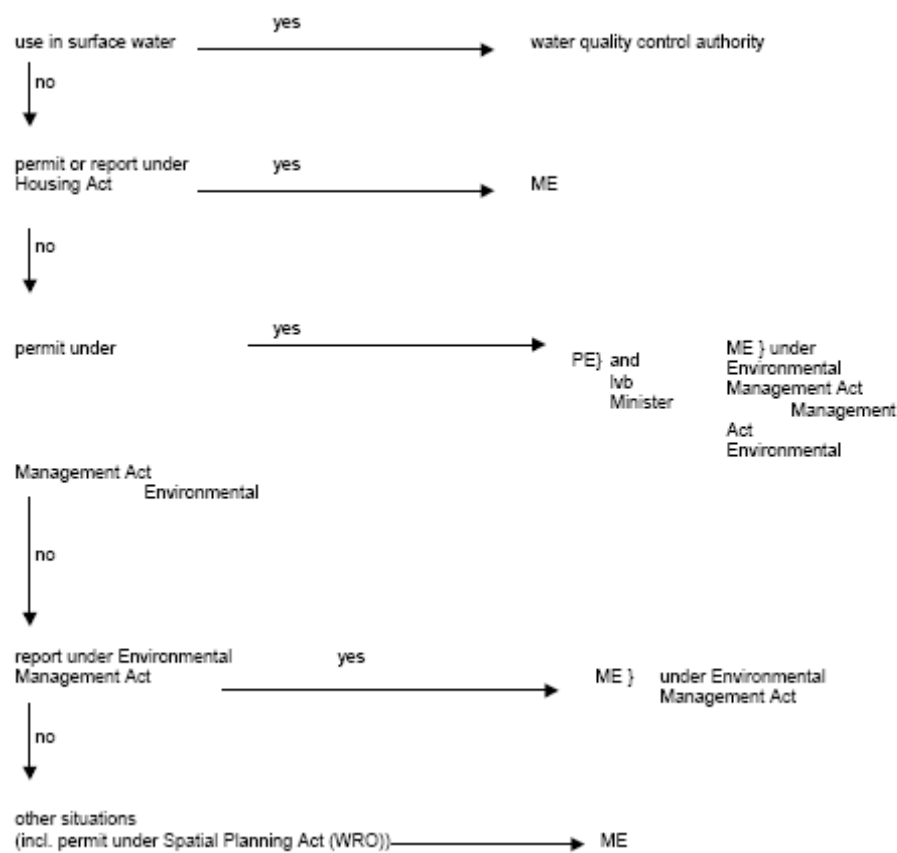 yes
use in surface water
water quality control authority
no
permit or report under
Housing Act
yes
ME
no
permit under
yes
PE} and
lvb
Minister
ME } under
Environmental
Management Act
Management
Act
Environmental
Management Act
Environmental
no
report under Environmental
Management Act
yes
ME }
under Environmental
Management Act
no
other situations
(incl. permit under Spatial Planning Act (WRO))
ME